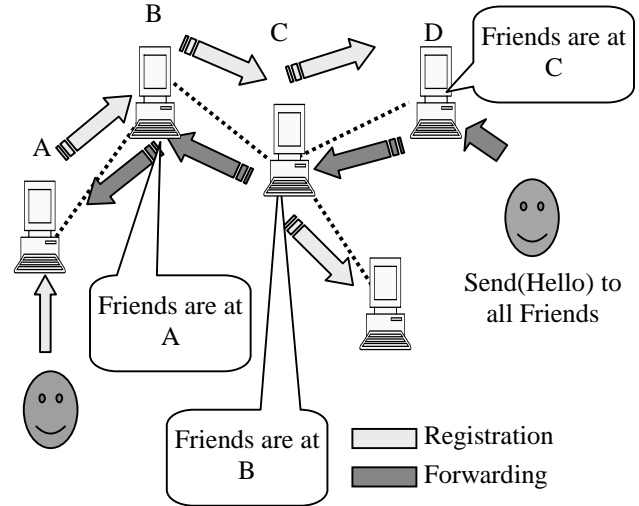 B
C
D
Friends are at
C
A
Send(Hello) to
all Friends
Friends are at
A
Friends are at
B
Registration
Forwarding